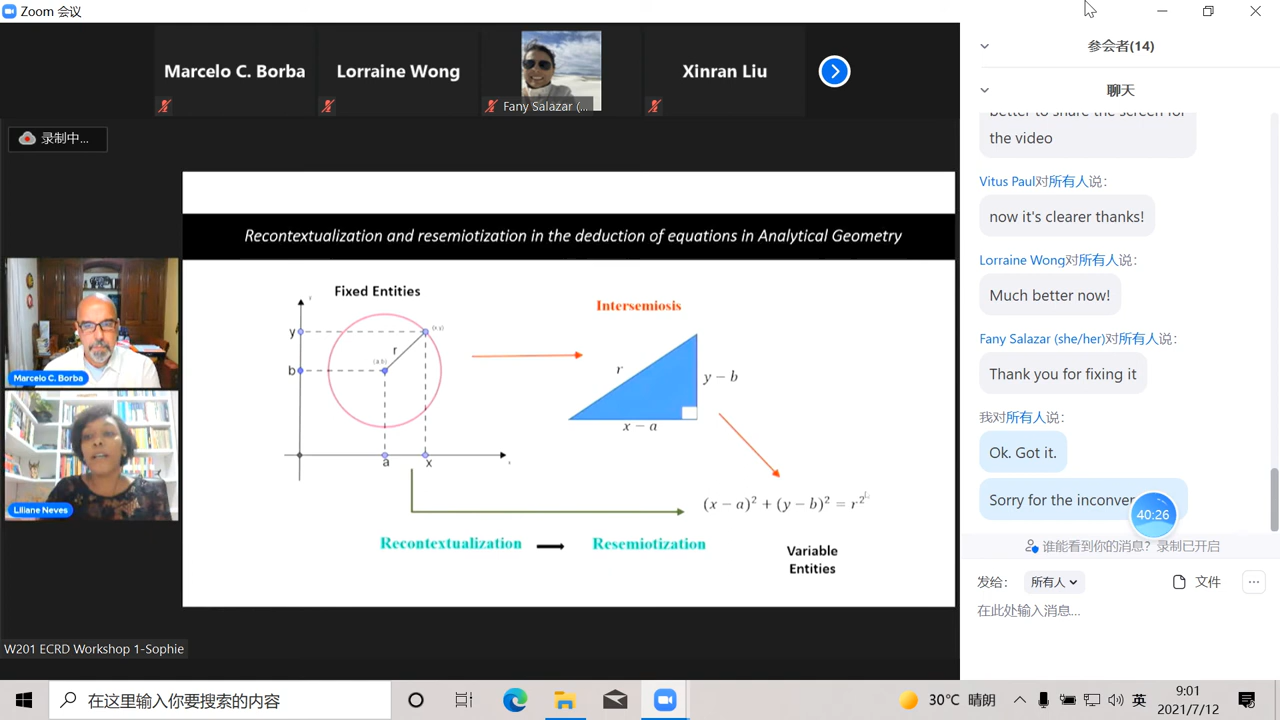 Zoom 会议
Marcelo C. Borba
Lorraine Wong
Fany Salazar (...
Xinran Liu
录制中...
Marcelo C. Borba
Liliane Neves
Recontextualization and resemiotization in the deduction of equations in Analytical Geometry
Fixed Entities
y
(x,y)
r
(a,b)
b
a
x
Intersemiosis
r
y − b
x − a
(x − a)² + (y − b)² = r²
Recontextualization
Resemiotization
Variable
Entities
W201 ECRD Workshop 1-Sophie
参会者(14)
聊天
better to share the screen for
the video
Vitus Paul对所有人说:
now it's clearer thanks!
Lorraine Wong对所有人说:
Much better now!
Fany Salazar (she/her)对所有人说:
Thank you for fixing it
我对所有人说:
Ok. Got it.
Sorry for the
40:26
谁能看到你的消息? 录制已开启
发给: 所有人
文件
在此处输入消息...
在这里输入你要搜索的内容
30°C 晴朗
英
9:01
2021/7/12